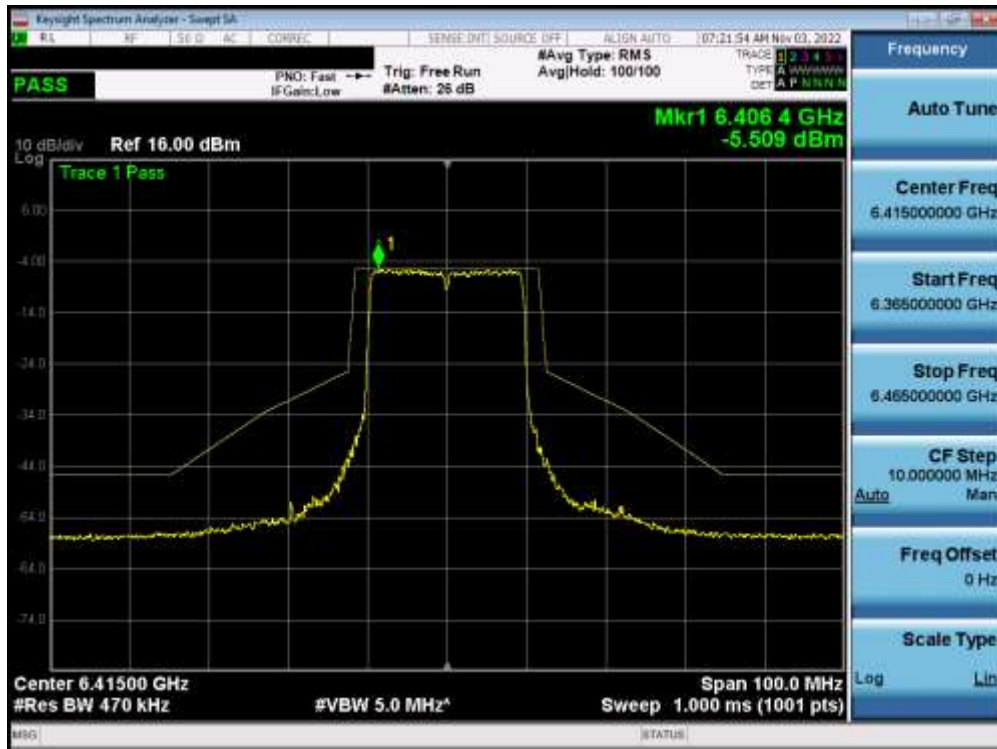 Keysight Spectrum Analyzer - Swept SA
RL RF 50 Ω AC CORREC SENSE:INT SOURCE OFF ALIGN AUTO 07:21:54 AM Nov 03, 2022
PASS
PNO: Fast
IFGain:Low
Trig: Free Run
#Atten: 26 dB
#Avg Type: RMS
Avg|Hold: 100/100
TRACE 1 2 3 4 5 6
TYPE A WWWWW
DET A P N N N N
Mkr1 6.406 4 GHz
-5.509 dBm
10 dB/div Ref 16.00 dBm
Log
Trace 1 Pass
1
6.00
-4.00
-14.0
-24.0
-34.0
-44.0
-54.0
-64.0
-74.0
Center 6.41500 GHz Span 100.0 MHz
#Res BW 470 kHz #VBW 5.0 MHz* Sweep 1.000 ms (1001 pts)
MSG STATUS
Frequency
Auto Tune
Center Freq
6.415000000 GHz
Start Freq
6.365000000 GHz
Stop Freq
6.465000000 GHz
CF Step
10.000000 MHz
Auto Man
Freq Offset
0 Hz
Scale Type
Log Lin